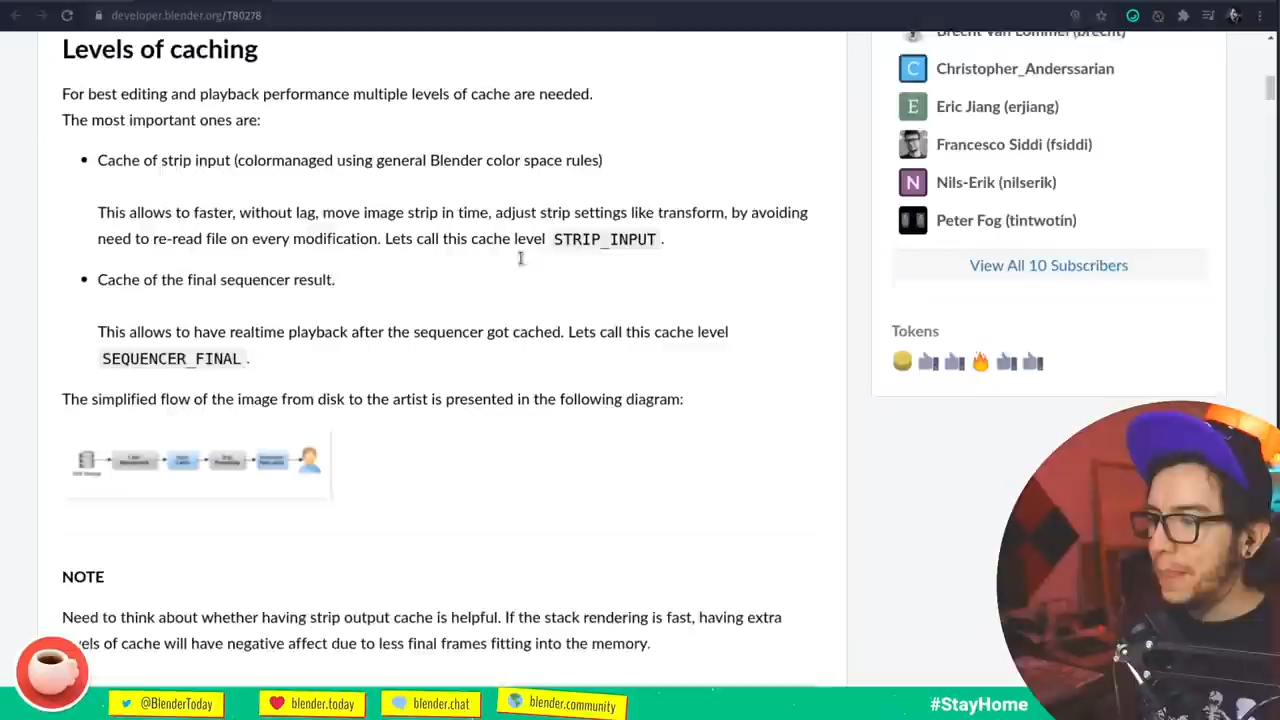 developer.blender.org/T80278
Levels of caching
For best editing and playback performance multiple levels of cache are needed.
The most important ones are:
Cache of strip input (colormanaged using general Blender color space rules)
This allows to faster, without lag, move image strip in time, adjust strip settings like transform, by avoiding
need to re-read file on every modification. Lets call this cache level STRIP_INPUT .
Cache of the final sequencer result.
This allows to have realtime playback after the sequencer got cached. Lets call this cache level
SEQUENCER_FINAL .
The simplified flow of the image from disk to the artist is presented in the following diagram:
NOTE
Need to think about whether having strip output cache is helpful. If the stack rendering is fast, having extra
of cache will have negative affect due to less final frames fitting into the memory.
Brecht Van Lommel (brecht)
C Christopher_Anderssarian
E Eric Jiang (erjiang)
Francesco Siddi (fsiddi)
N Nils-Erik (nilserik)
Peter Fog (tintwotin)
View All 10 Subscribers
Tokens
@BlenderToday
blender.today
blender.chat
blender.community
#StayHome